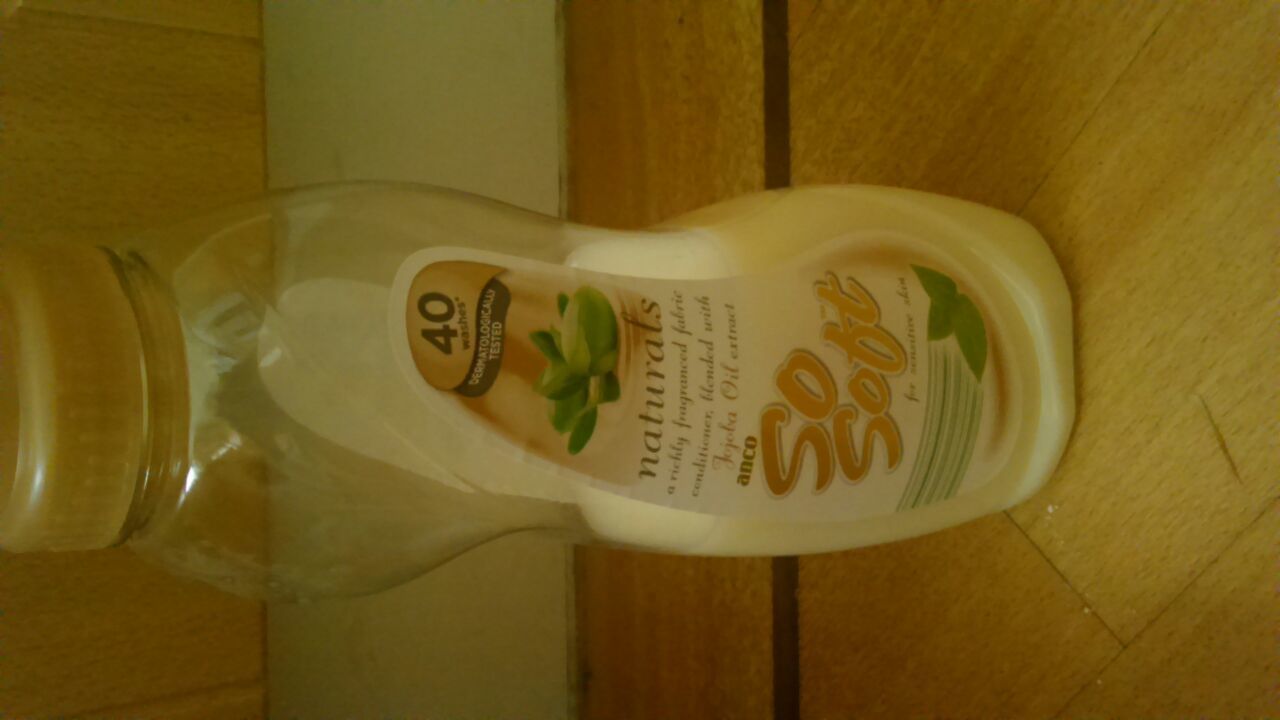 40
washes*
DERMATOLOGICALLY
TESTED
naturals
a richly fragranced fabric
conditioner, blended with
Jojoba Oil extract
anco
So
Soft
for sensitive skin